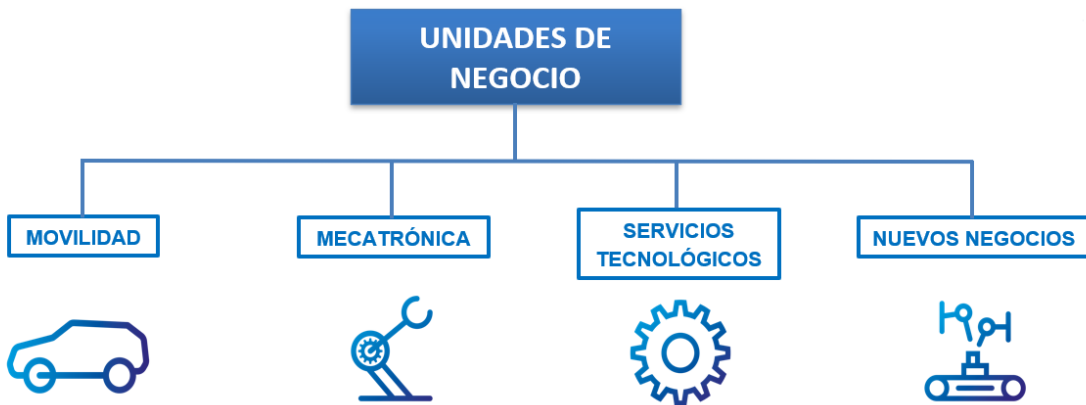 UNIDADES DE
NEGOCIO
MOVILIDAD
MECATRÓNICA
SERVICIOS
TECNOLÓGICOS
NUEVOS NEGOCIOS